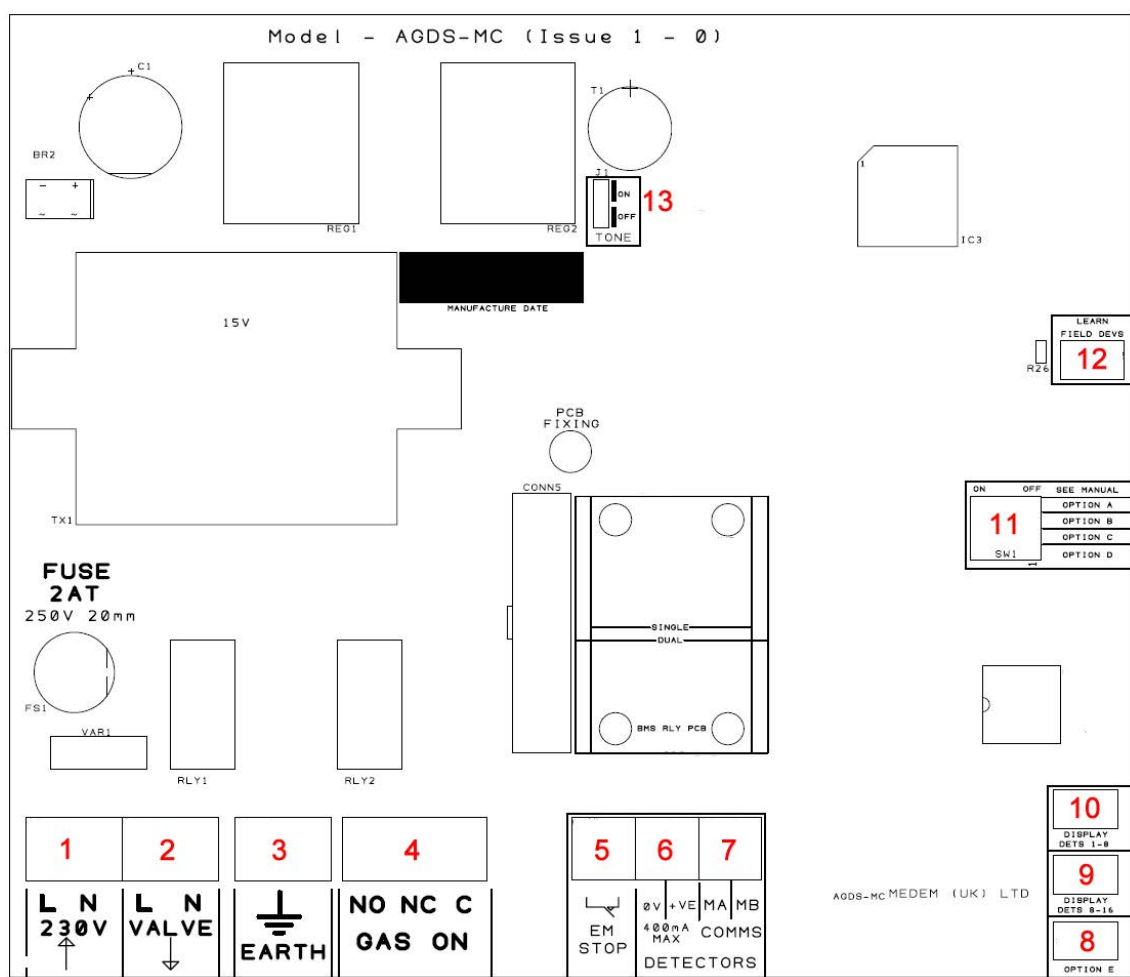 Model - AGDS-MC (Issue 1 - 0)
C1
T1
BR2
- +
~ ~
REG1
REG2
J1
ON
OFF
TONE
13
1
IC3
MANUFACTURE DATE
15V
TX1
LEARN
FIELD DEVS
12
R26
PCB
FIXING
CONN5
ON OFF SEE MANUAL
OPTION A
OPTION B
OPTION C
OPTION D
11
SW1
1
FUSE
2AT
250V 20mm
FS1
VAR1
RLY1
RLY2
SINGLE
DUAL
BMS RLY PCB
1
2
3
4
5
6
7
L N
230V
L N
VALVE
EARTH
NO NC C
GAS ON
EM
STOP
0V +VE
400mA
MAX
MA MB
COMMS
DETECTORS
AGDS-MC MEDEM (UK) LTD
10
DISPLAY
DETS 1-8
9
DISPLAY
DETS 8-16
8
OPTION E